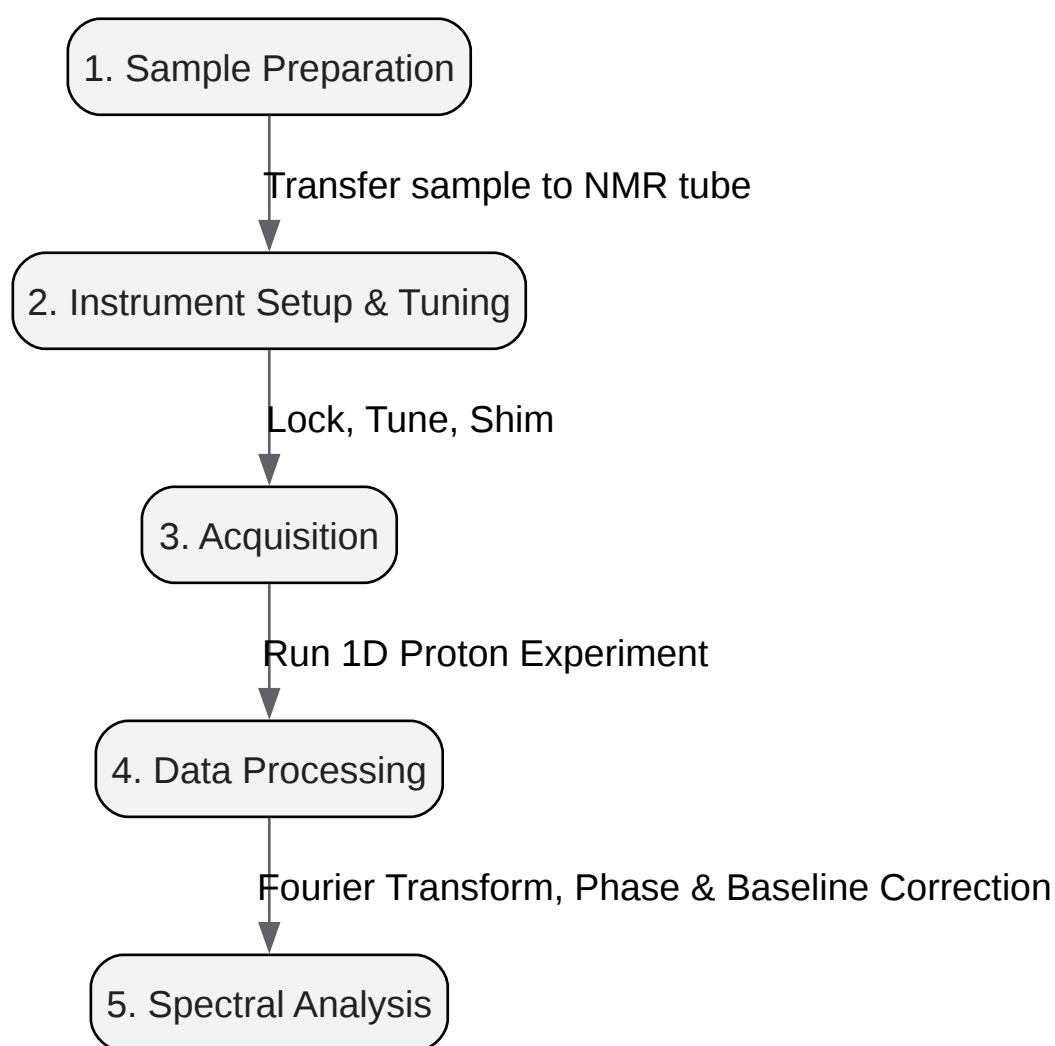 1. Sample Preparation
Transfer sample to NMR tube
2. Instrument Setup & Tuning
Lock, Tune, Shim
3. Acquisition
Run 1D Proton Experiment
4. Data Processing
Fourier Transform, Phase & Baseline Correction
5. Spectral Analysis